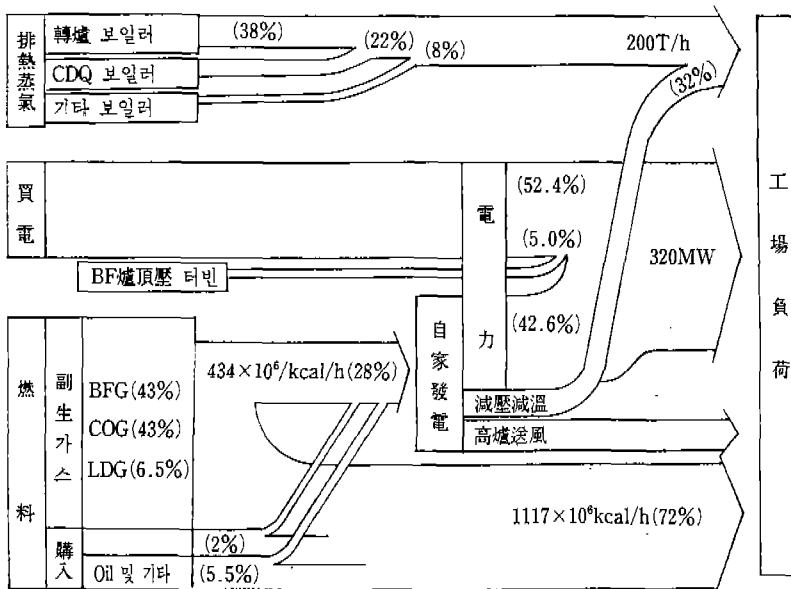 排熱蒸氣
轉爐 보일러
CDQ 보일러
기타 보일러
(38%)
(22%)
(8%)
200T/h
(32%)
買電
電力
(52.4%)
(5.0%)
BF爐頂壓 터빈
(42.6%)
320MW
工場負荷
燃料
副生가스
BFG(43%)
COG(43%)
LDG(6.5%)
434×10⁶/kcal/h(28%)
自家發電
減壓減溫
高爐送風
1117×10⁶kcal/h(72%)
購入
(2%)
Oil 및 기타
(5.5%)